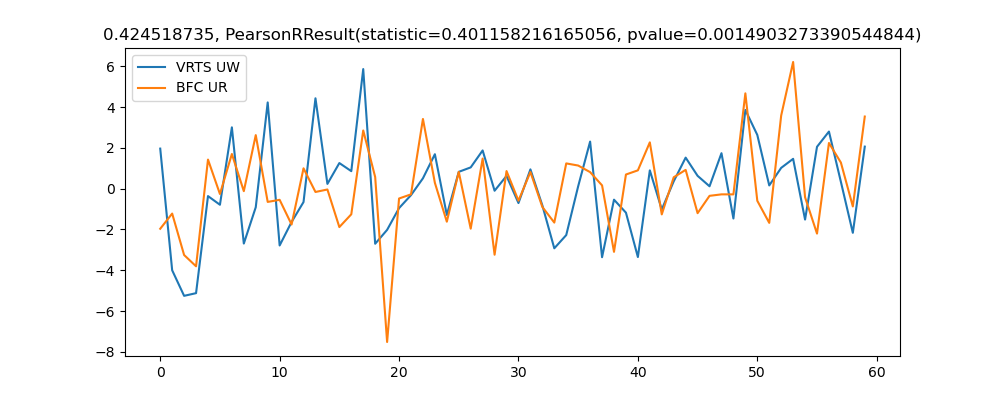 0.424518735, PearsonRResult(statistic=0.401158216165056, pvalue=0.0014903273390544844)
VRTS UW
BFC UR
6
4
2
0
−2
−4
−6
−8
0 10 20 30 40 50 60